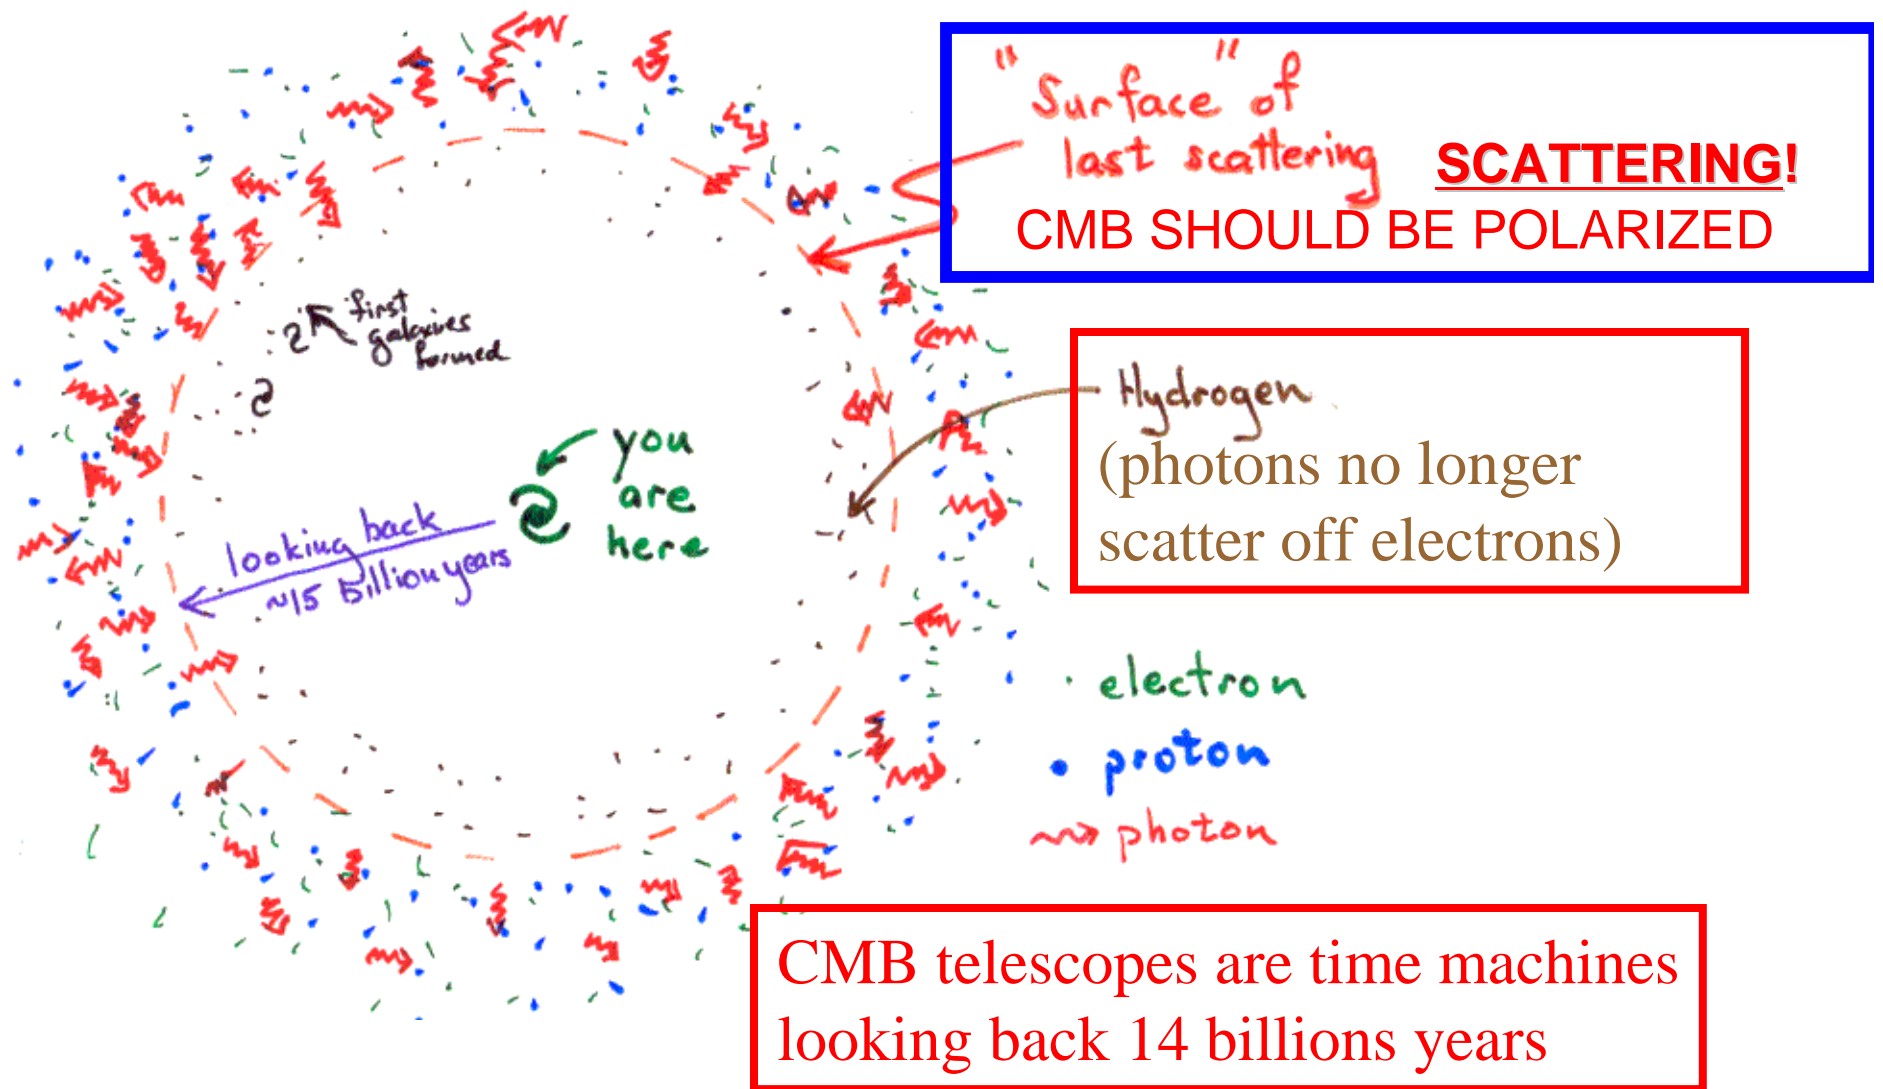 "Surface" of
last scattering
SCATTERING!
CMB SHOULD BE POLARIZED
first
galaxies
formed
Hydrogen
(photons no longer
scatter off electrons)
you
are
here
looking back
~15 Billion years
electron
proton
photon
CMB telescopes are time machines
looking back 14 billions years